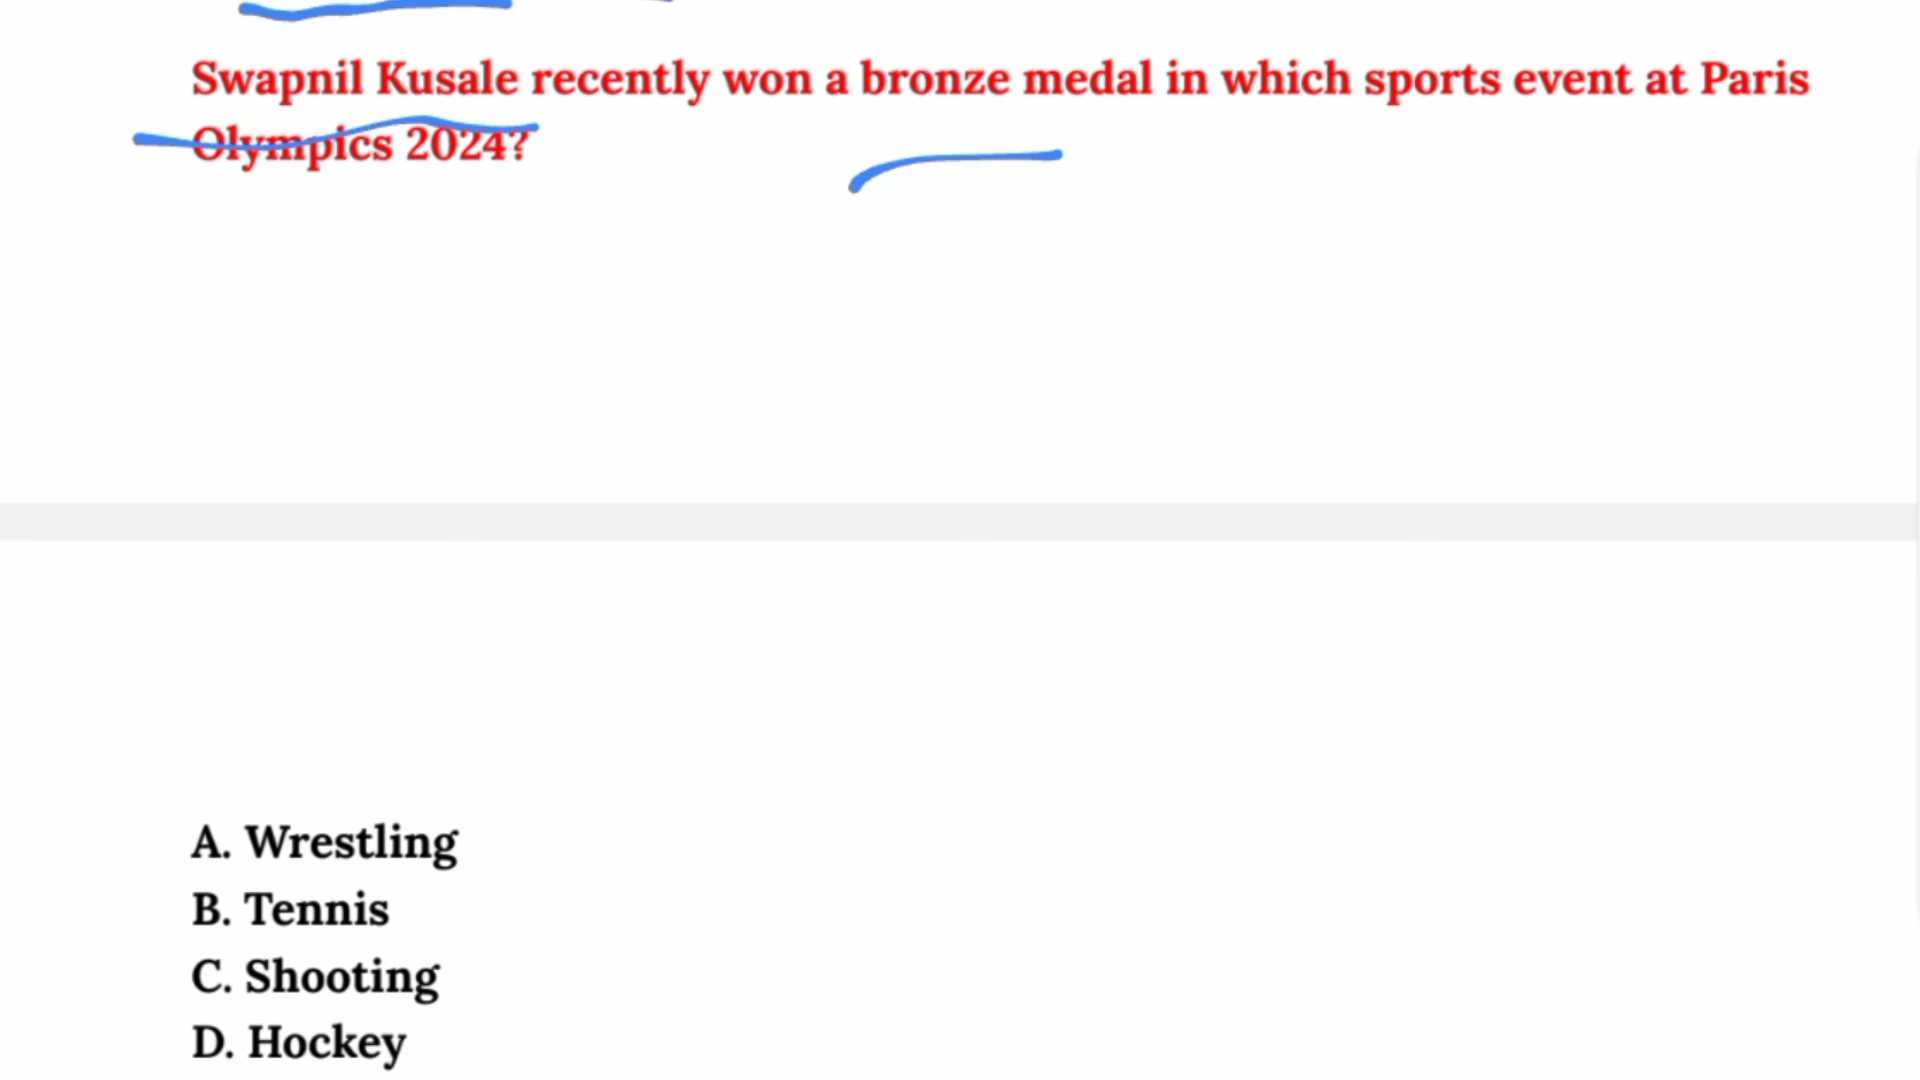 Swapnil Kusale recently won a bronze medal in which sports event at Paris
Olympics 2024?
A. Wrestling
B. Tennis
C. Shooting
D. Hockey